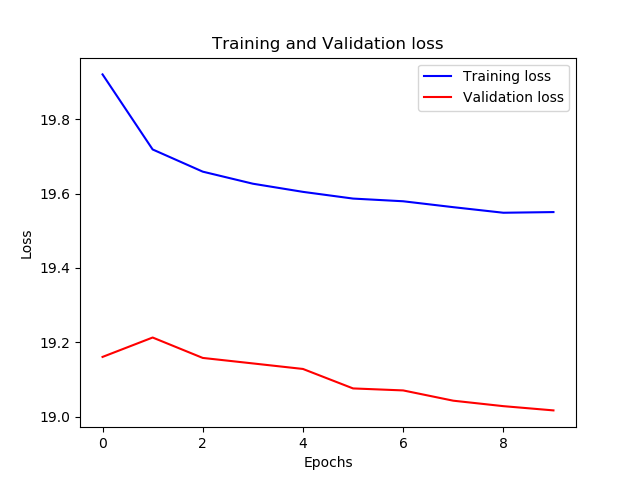 Training and Validation loss
Training loss
Validation loss
19.8
19.6
19.4
19.2
19.0
Loss
0 2 4 6 8
Epochs